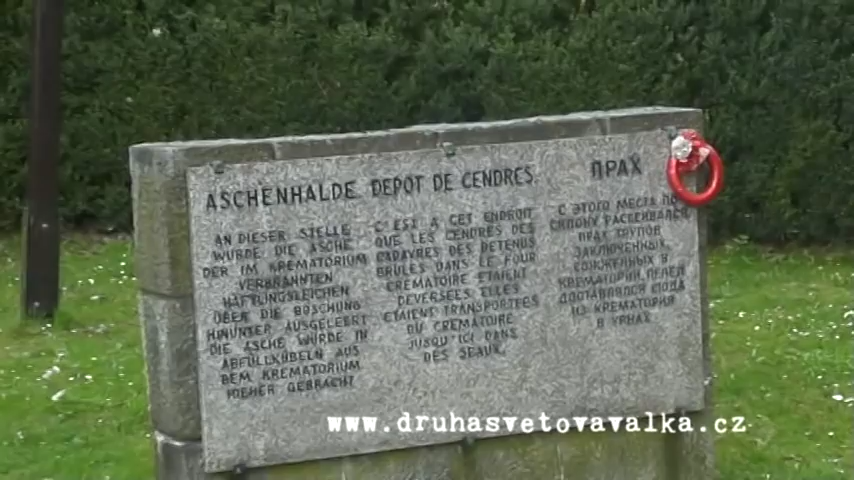 ASCHENHALDE
AN DIESER STELLE
WURDE DIE ASCHE
DER IM KREMATORIUM
VERBRANNTEN
HÄFTLINGSLEICHEN
ÜBER DIE BÖSCHUNG
HINUNTER AUSGELEERT
DIE ASCHE WURDE IN
ABFÜLLKÜBELN AUS
DEM KREMATORIUM
HIEHER GEBRACHT
DEPOT DE CENDRES
C'EST A CET ENDROIT
QUE LES CENDRES DES
CADAVRES DES DETENUS
BRULES DANS LE FOUR
CREMATOIRE ETAIENT
DEVERSEES ELLES
ETAIENS TRANSPORTEES
DU CREMATOIRE
JUSQU'ICI DANS
DES SEAUX
ПРАХ
С ЭТОГО МЕСТА ПО
СКЛОНУ РАССЕИВАЛСЯ
ПРАХ ТРУПОВ
ЗАКЛЮЧЕННЫХ,
СОЖЖЕННЫХ В
КРЕМАТОРИИ. ПЕПЕЛ
ДОСТАВЛЯЛСЯ СЮДА
ИЗ КРЕМАТОРИЯ
В УРНАХ
www.druhasvetovavalka.cz